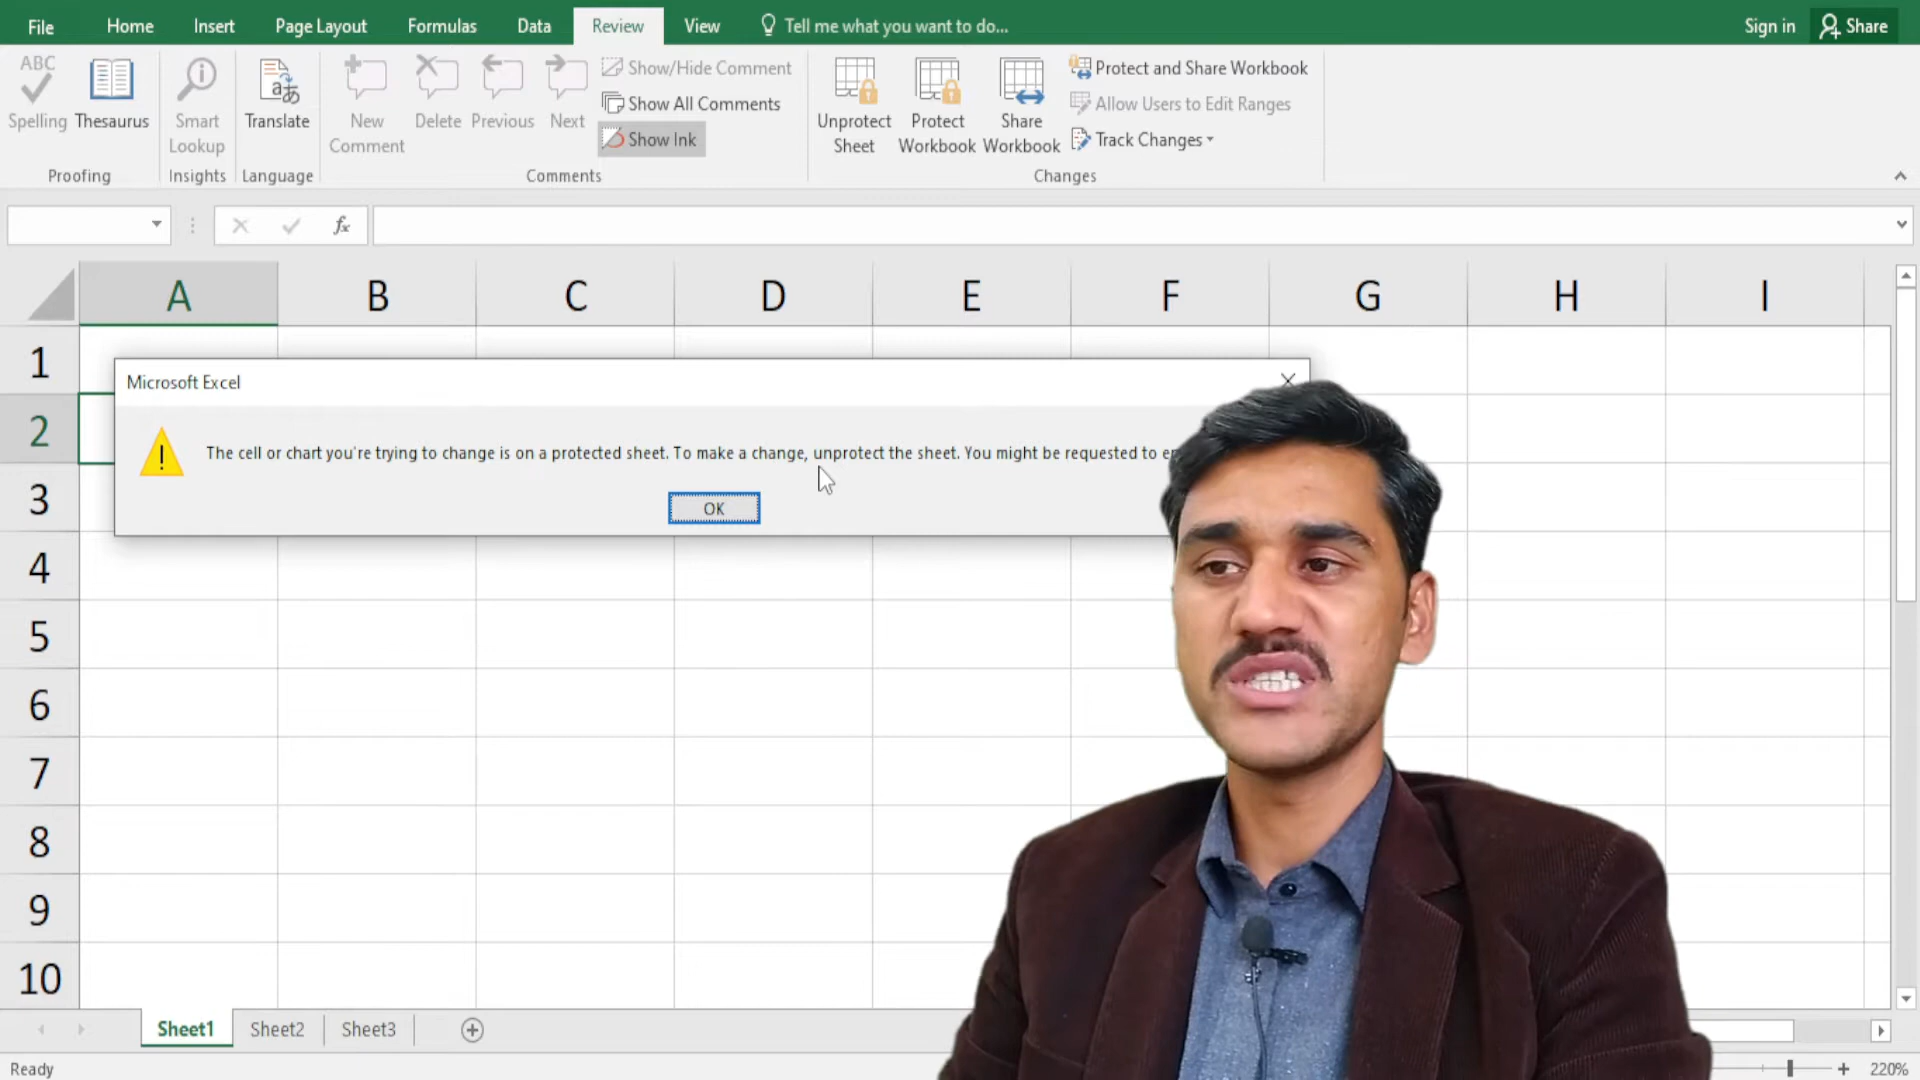 File Home Insert Page Layout Formulas Data Review View Tell me what you want to do... Sign in Share
ABC
Spelling Thesaurus
Smart Lookup
Translate
New Comment
Delete Previous Next
Show/Hide Comment
Show All Comments
Show Ink
Unprotect Sheet
Protect Workbook
Share Workbook
Protect and Share Workbook
Allow Users to Edit Ranges
Track Changes
Proofing Insights Language Comments Changes
fx
A B C D E F G H I
1
2
3
4
5
6
7
8
9
10
Microsoft Excel
The cell or chart you're trying to change is on a protected sheet. To make a change, unprotect the sheet. You might be requested to
OK
Sheet1 Sheet2 Sheet3
Ready 220%